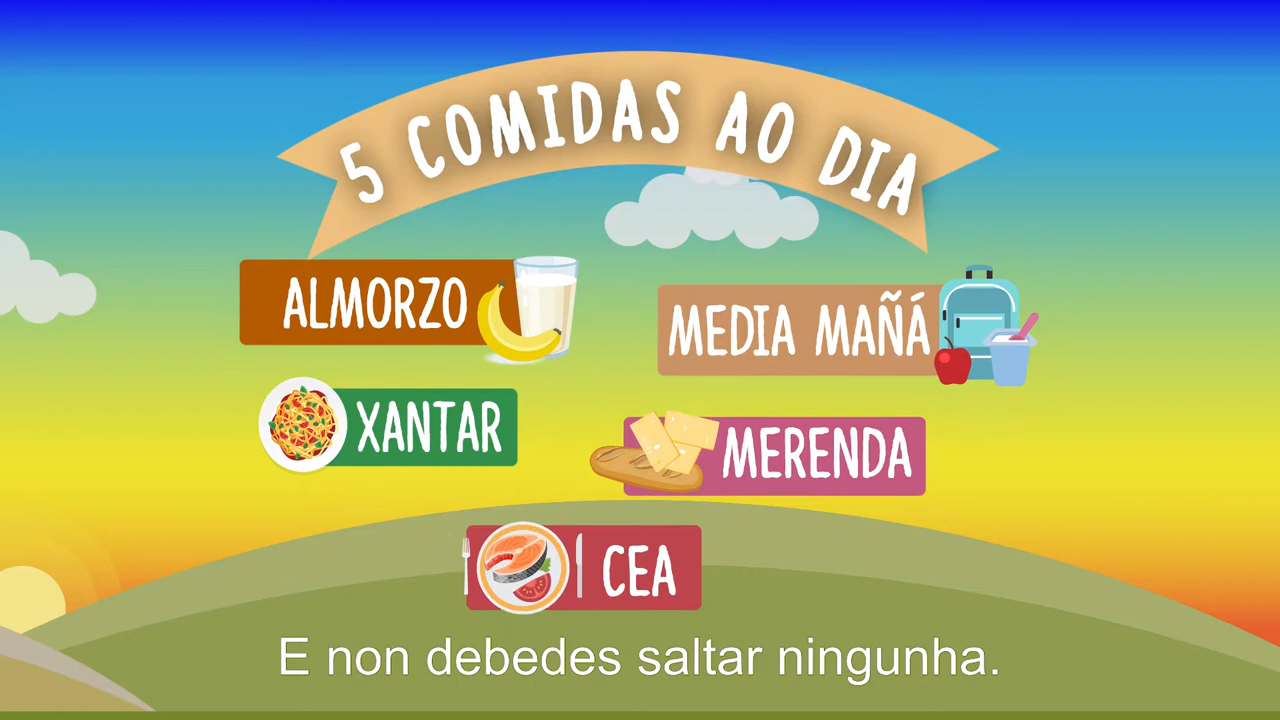 5 COMIDAS AO DIA
ALMORZO
MEDIA MAÑÁ
XANTAR
MERENDA
CEA
E non debedes saltar ningunha.